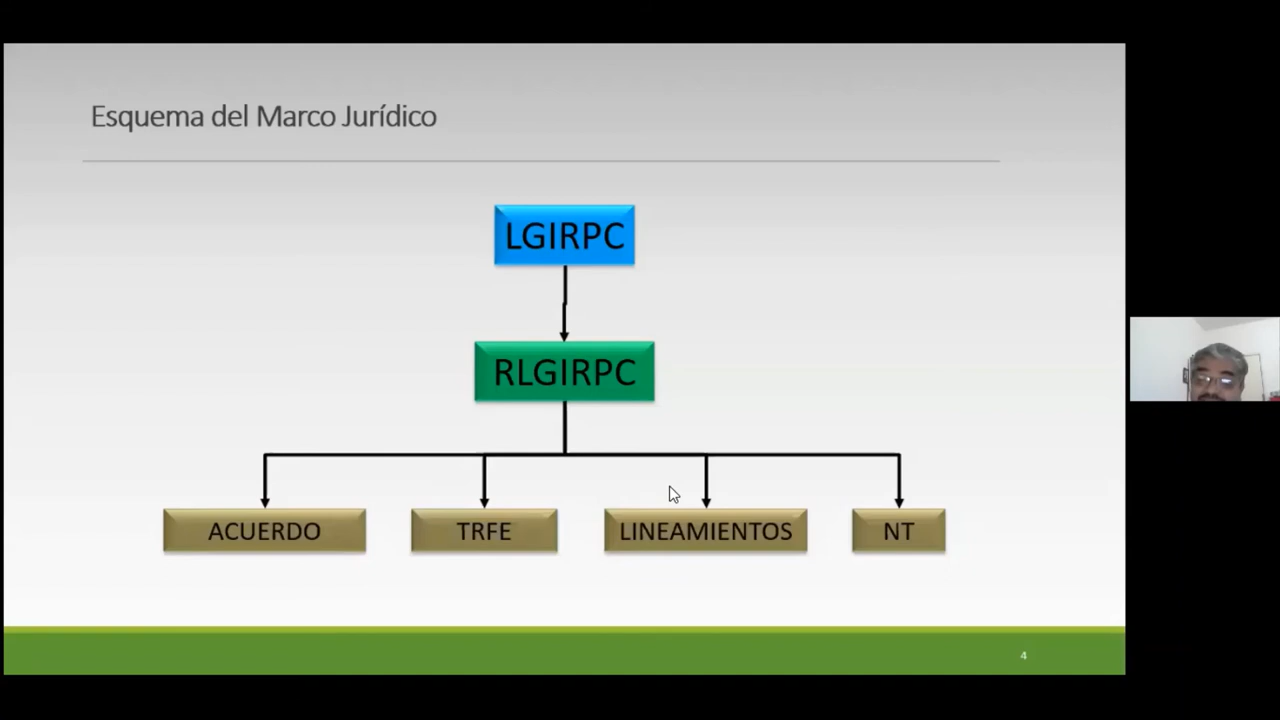 Esquema del Marco Jurídico
LGIRPC
RLGIRPC
ACUERDO
TRFE
LINEAMIENTOS
NT
4